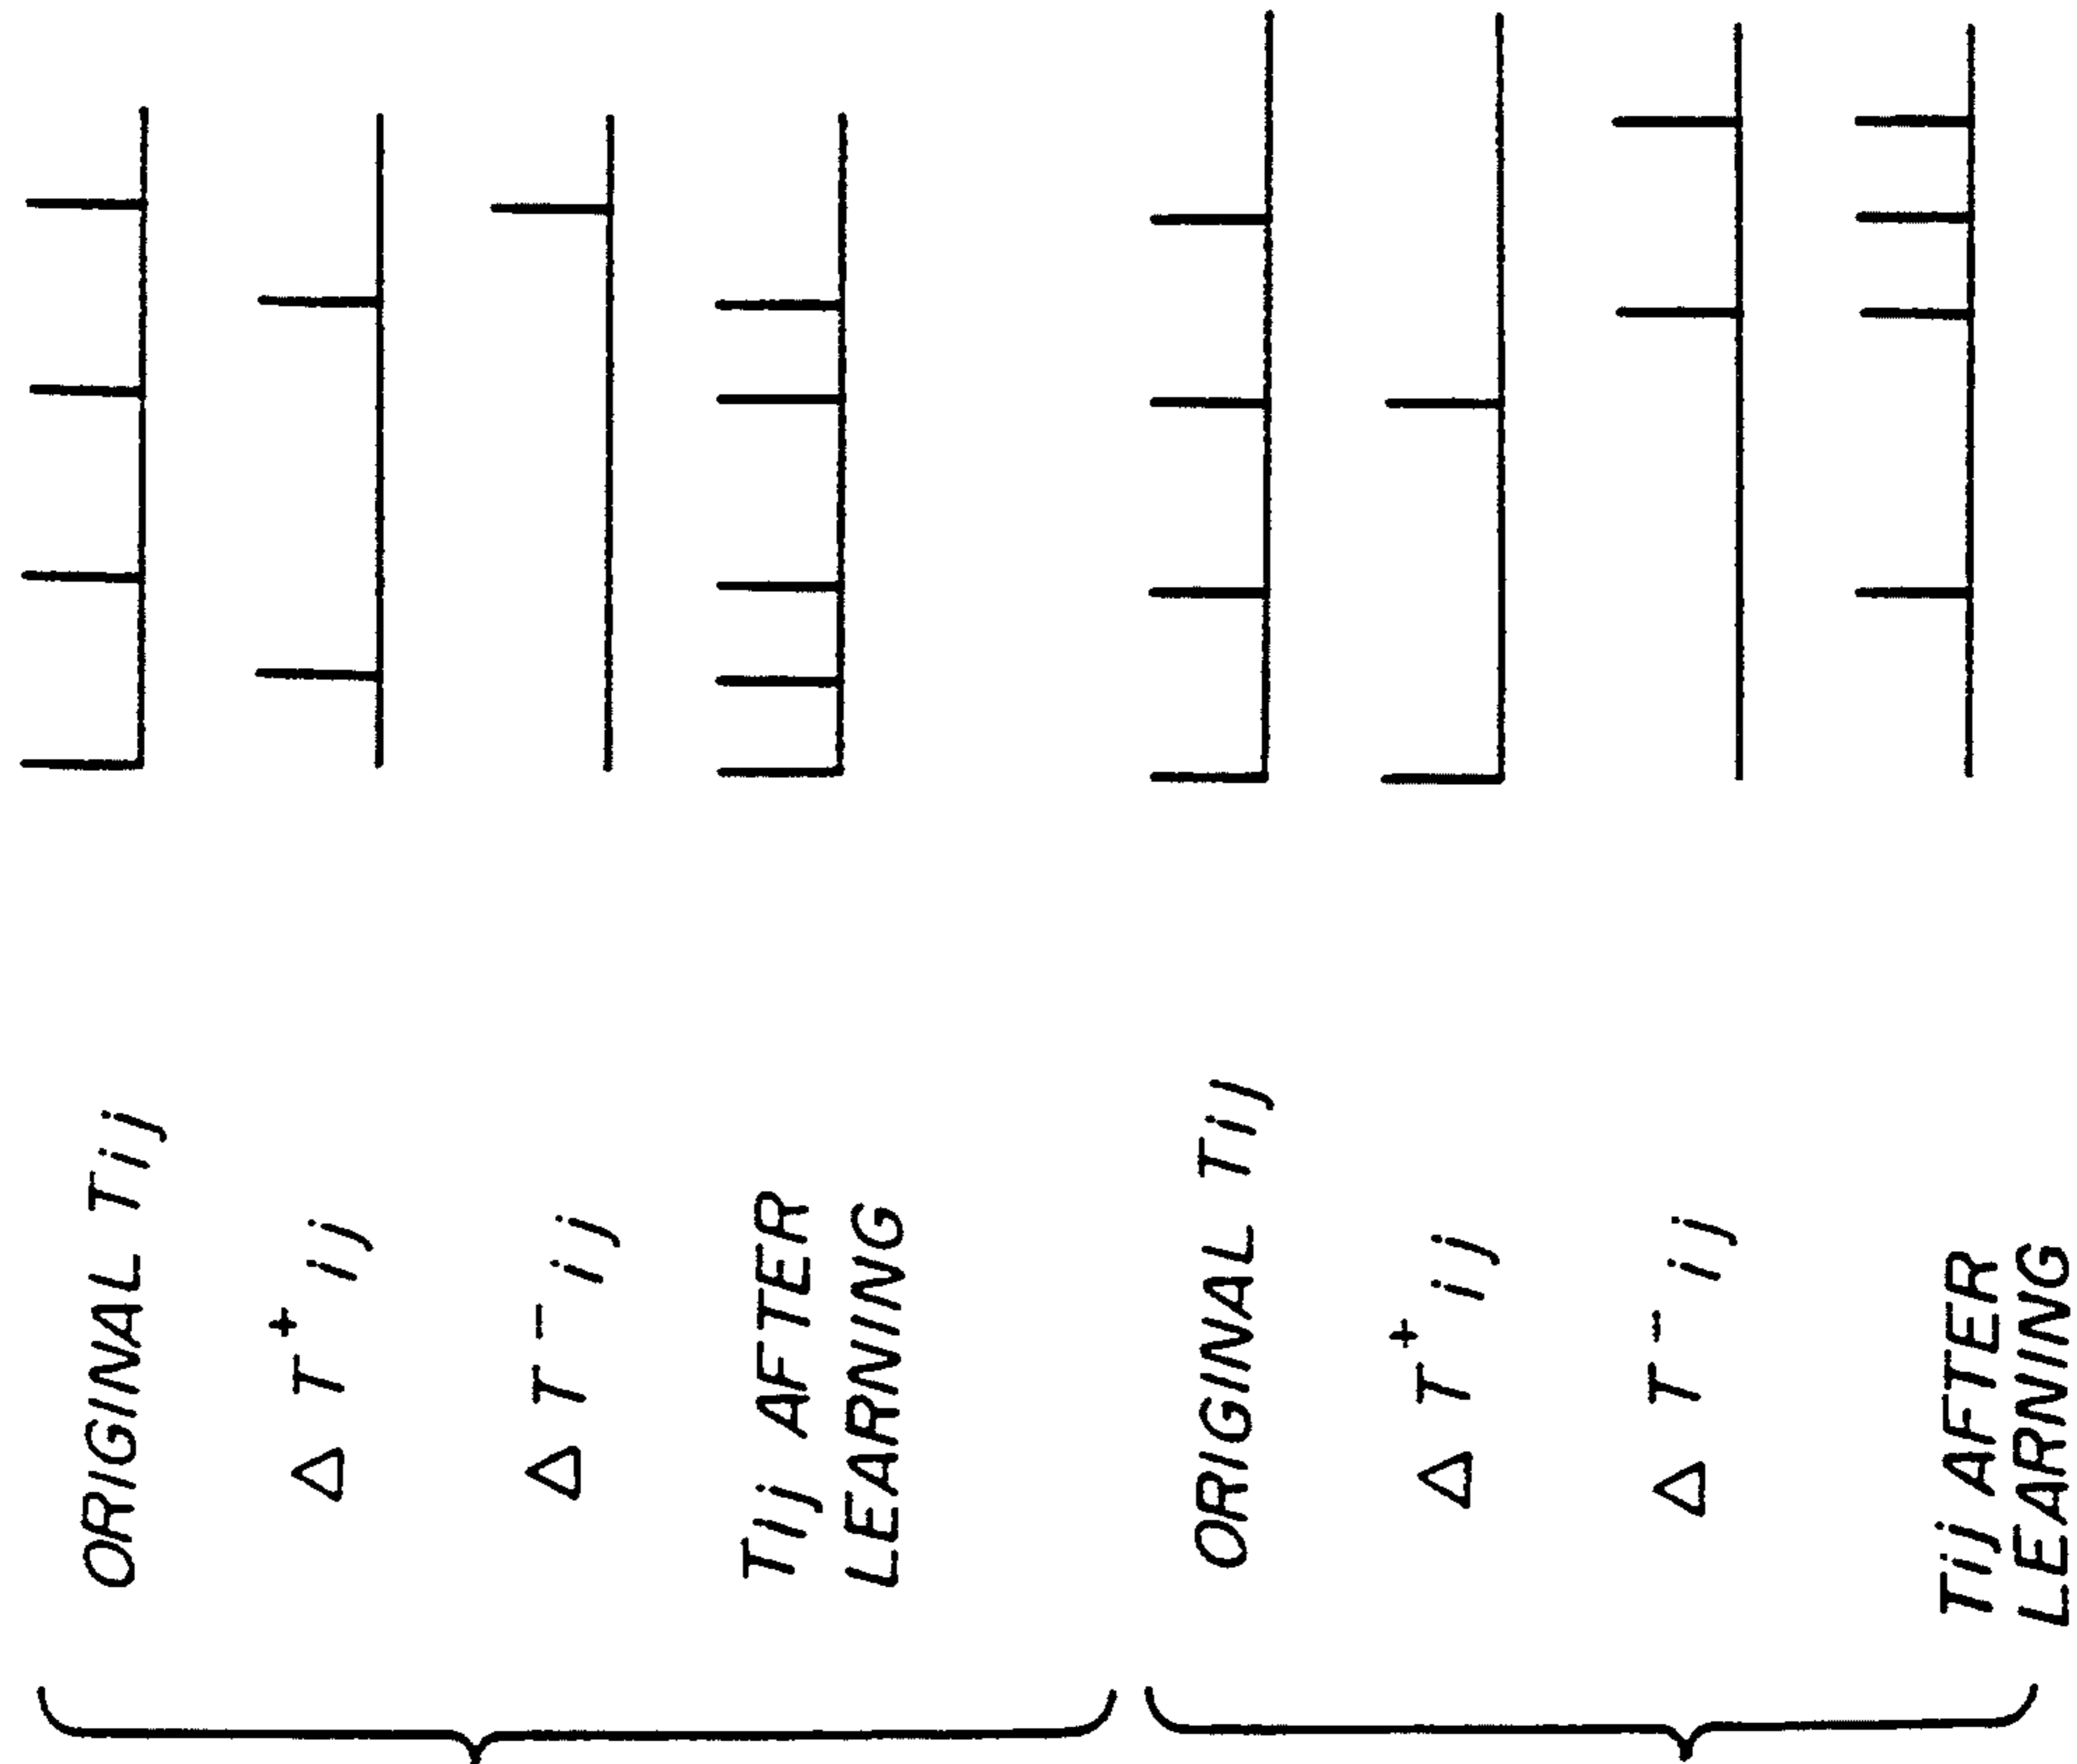 ORIGINAL Tij
Δ T⁺ ij
Δ T⁻ ij
Tij AFTER
LEARNING
ORIGINAL Tij
Δ T⁺ ij
Δ T⁻ ij
Tij AFTER
LEARNING